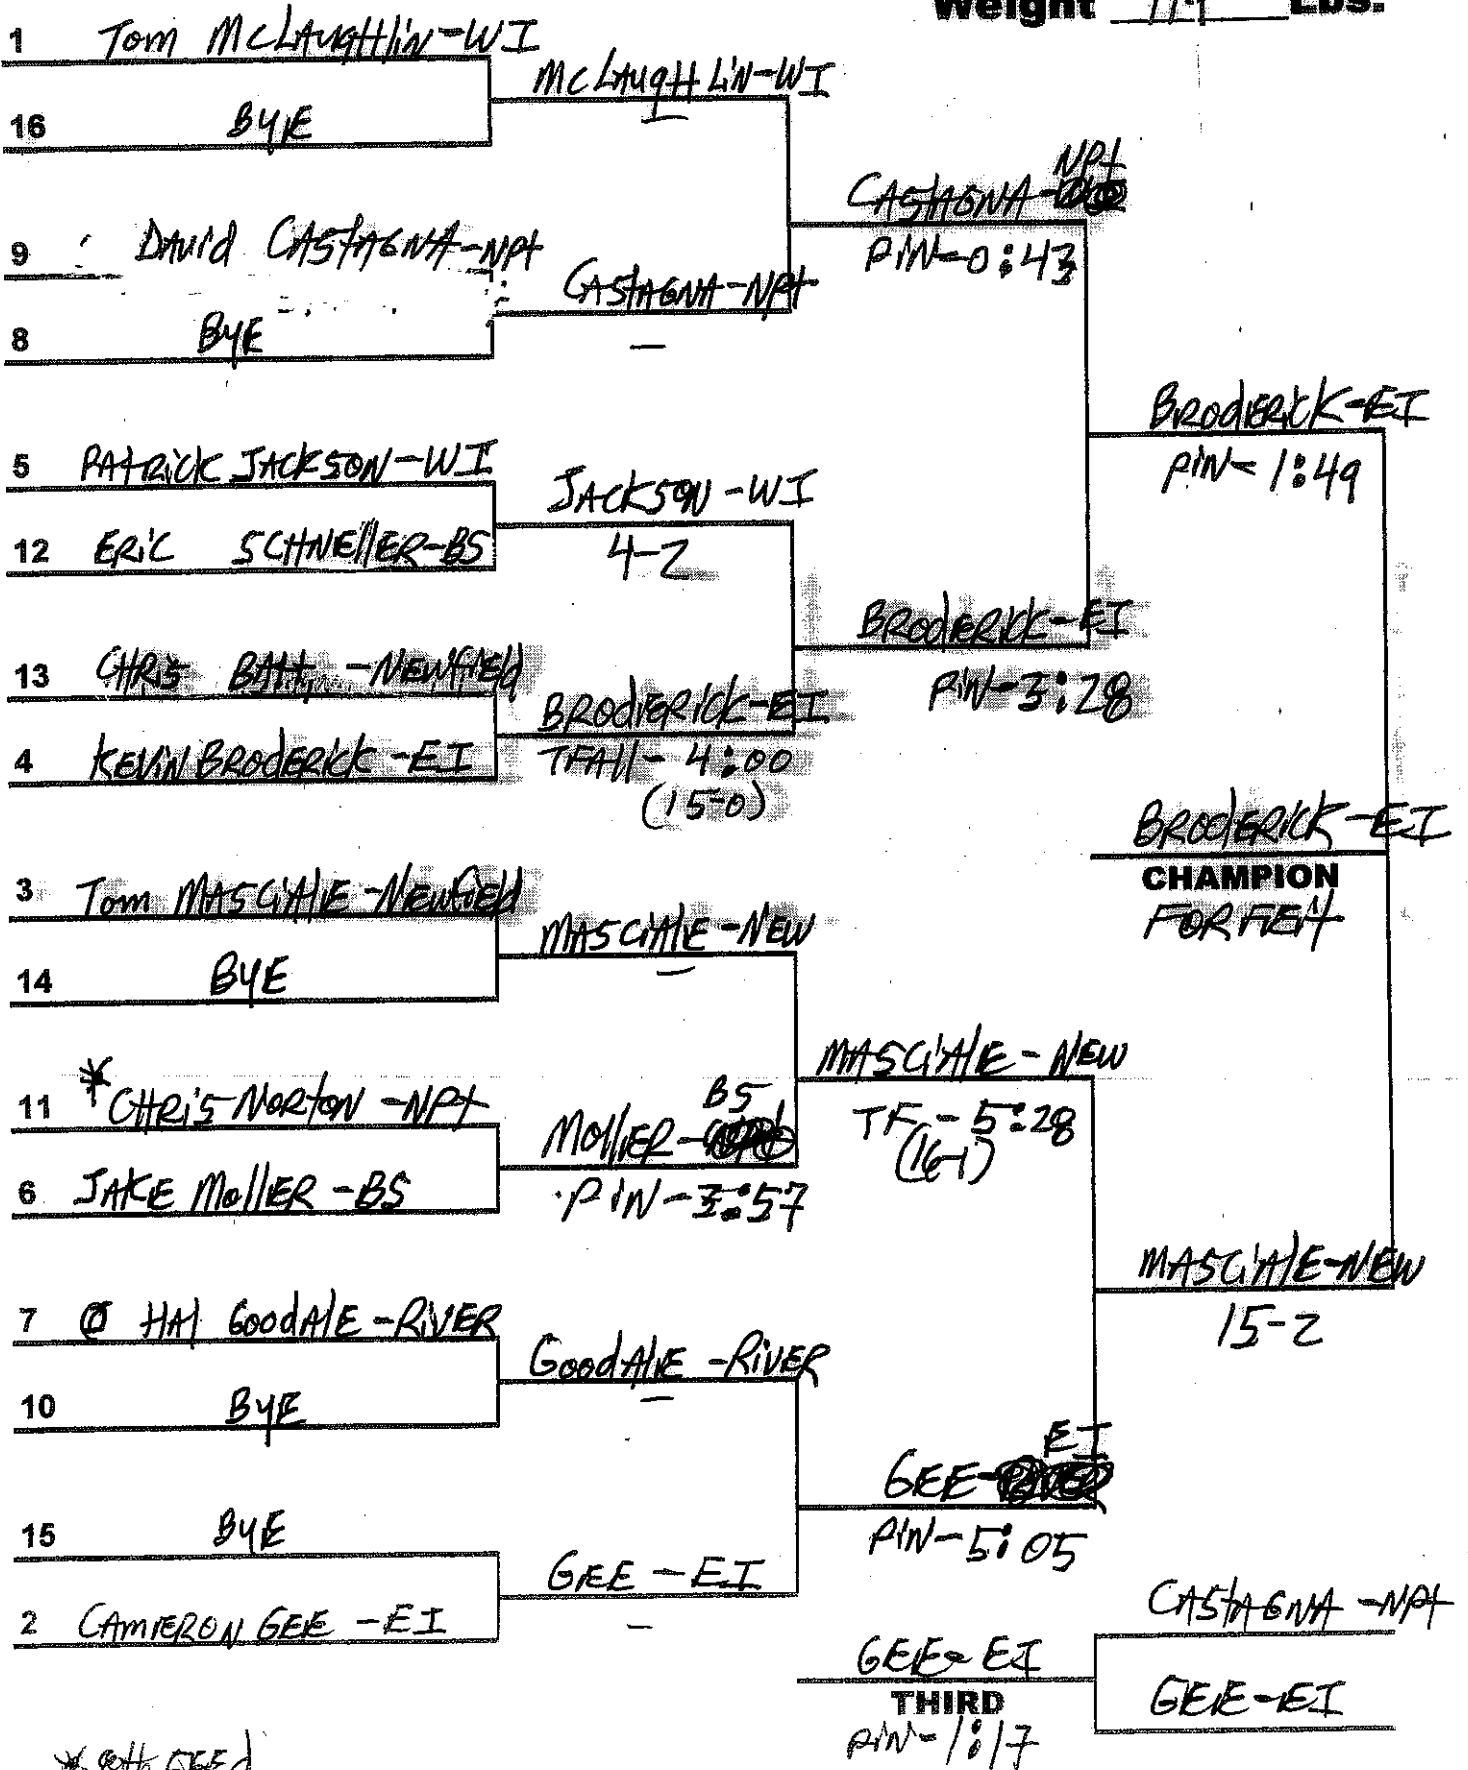 Weight Lbs.
1 Tom McLaughlin-WI
McLaughlin-WI
16 BYE
NPt
Castagna-
9 David Castagna-NPt
Pin-0:43
Castagna-NPt
8 BYE
—
Broderick-EI
5 Patrick Jackson-WI
Pin-1:49
Jackson-WI
12 Eric Schneller-BS
4-2
Broderick-EI
13 Chris -Newfield
Pin-3:28
Broderick-EI
4 Kevin Broderick-EI
TFall-4:00
(15-0)
Broderick-EI
CHAMPION
Forfeit
3 Tom Masciale-Newfield
Masciale-New
14 BYE
Masciale-New
* 11 Chris Norton-NPt
BS
Moller-
TF-5:28
(16-1)
6 Jake Moller-BS
Pin-3:57
Masciale-New
15-2
7 Hal Goodale-River
Goodale-River
10 BYE
EI
Gee-
Pin-5:05
15 BYE
Gee-EI
2 Cameron Gee-EI
Castagna-NPt
Gee-EI
THIRD
Pin-1:17
Gee-EI
* Seed